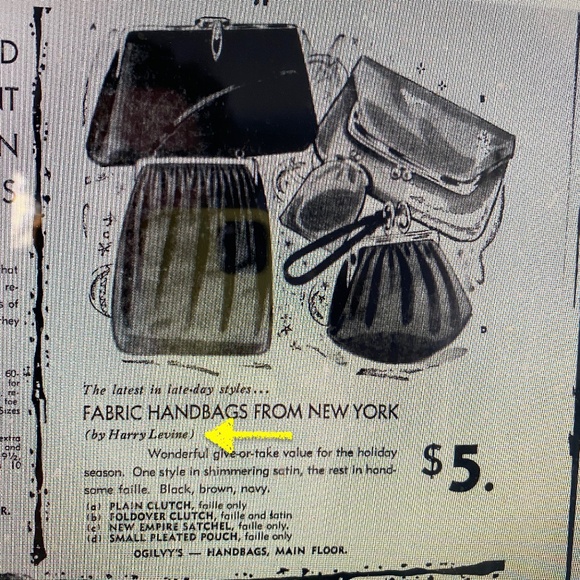 D
IT
N
S
hat
re-
s of
hey
60-
for
re-
toe
Sizes
extra
and
9½,
10
R.
The latest in late-day styles...
FABRIC HANDBAGS FROM NEW YORK
(by Harry Levine)
Wonderful give-or-take value for the holiday
season. One style in shimmering satin, the rest in hand-
some faille. Black, brown, navy.
$5.
(a) PLAIN CLUTCH, faille only
(b) FOLDOVER CLUTCH, faille and satin
(c) NEW EMPIRE SATCHEL, faille only.
(d) SMALL PLEATED POUCH, faille only
OGILVY'S — HANDBAGS, MAIN FLOOR.